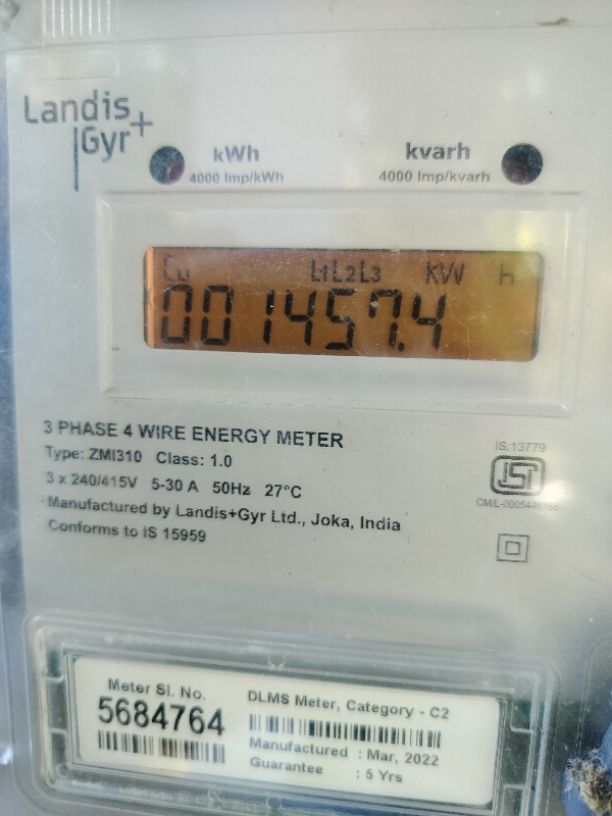 Landis+
Gyr
kWh
4000 Imp/kWh
kvarh
4000 Imp/kvarh
Cu L1L2L3 KW h
001457.4
3 PHASE 4 WIRE ENERGY METER
Type: ZMI310 Class: 1.0
3 x 240/415V 5-30 A 50Hz 27°C
Manufactured by Landis+Gyr Ltd., Joka, India
Conforms to IS 15959
IS:13779
ISI
Meter Sl. No.
5684764
DLMS Meter, Category - C2
Manufactured : Mar, 2022
Guarantee : 5 Yrs